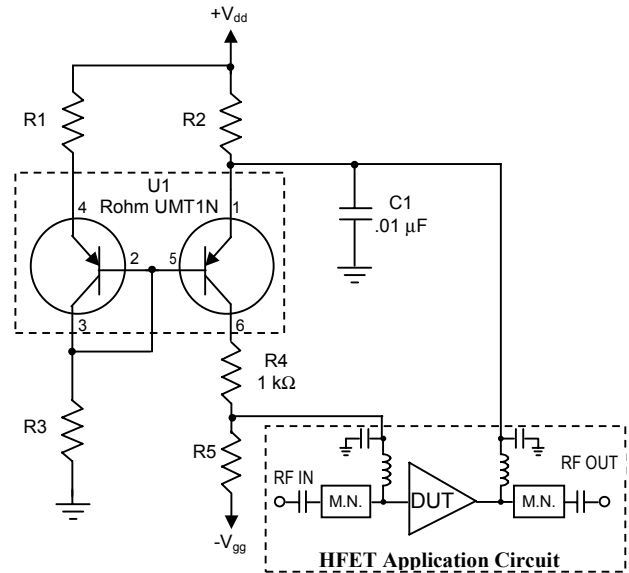 +Vdd
R1
R2
U1
Rohm UMT1N
4
1
C1
.01 μF
2
5
3
6
R4
1 kΩ
R3
R5
RF IN
RF OUT
M.N.
DUT
M.N.
-Vgg
HFET Application Circuit